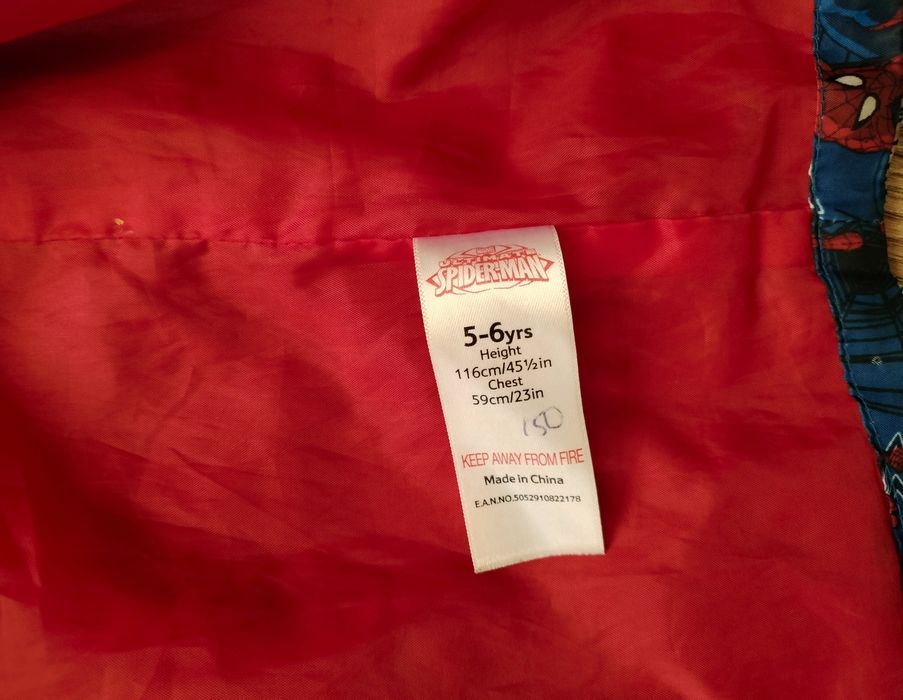 MARVEL
ULTIMATE
SPIDER-MAN
5-6yrs
Height
116cm/45½in
Chest
59cm/23in
150
KEEP AWAY FROM FIRE
Made in China
E.A.N.NO.5052910822178